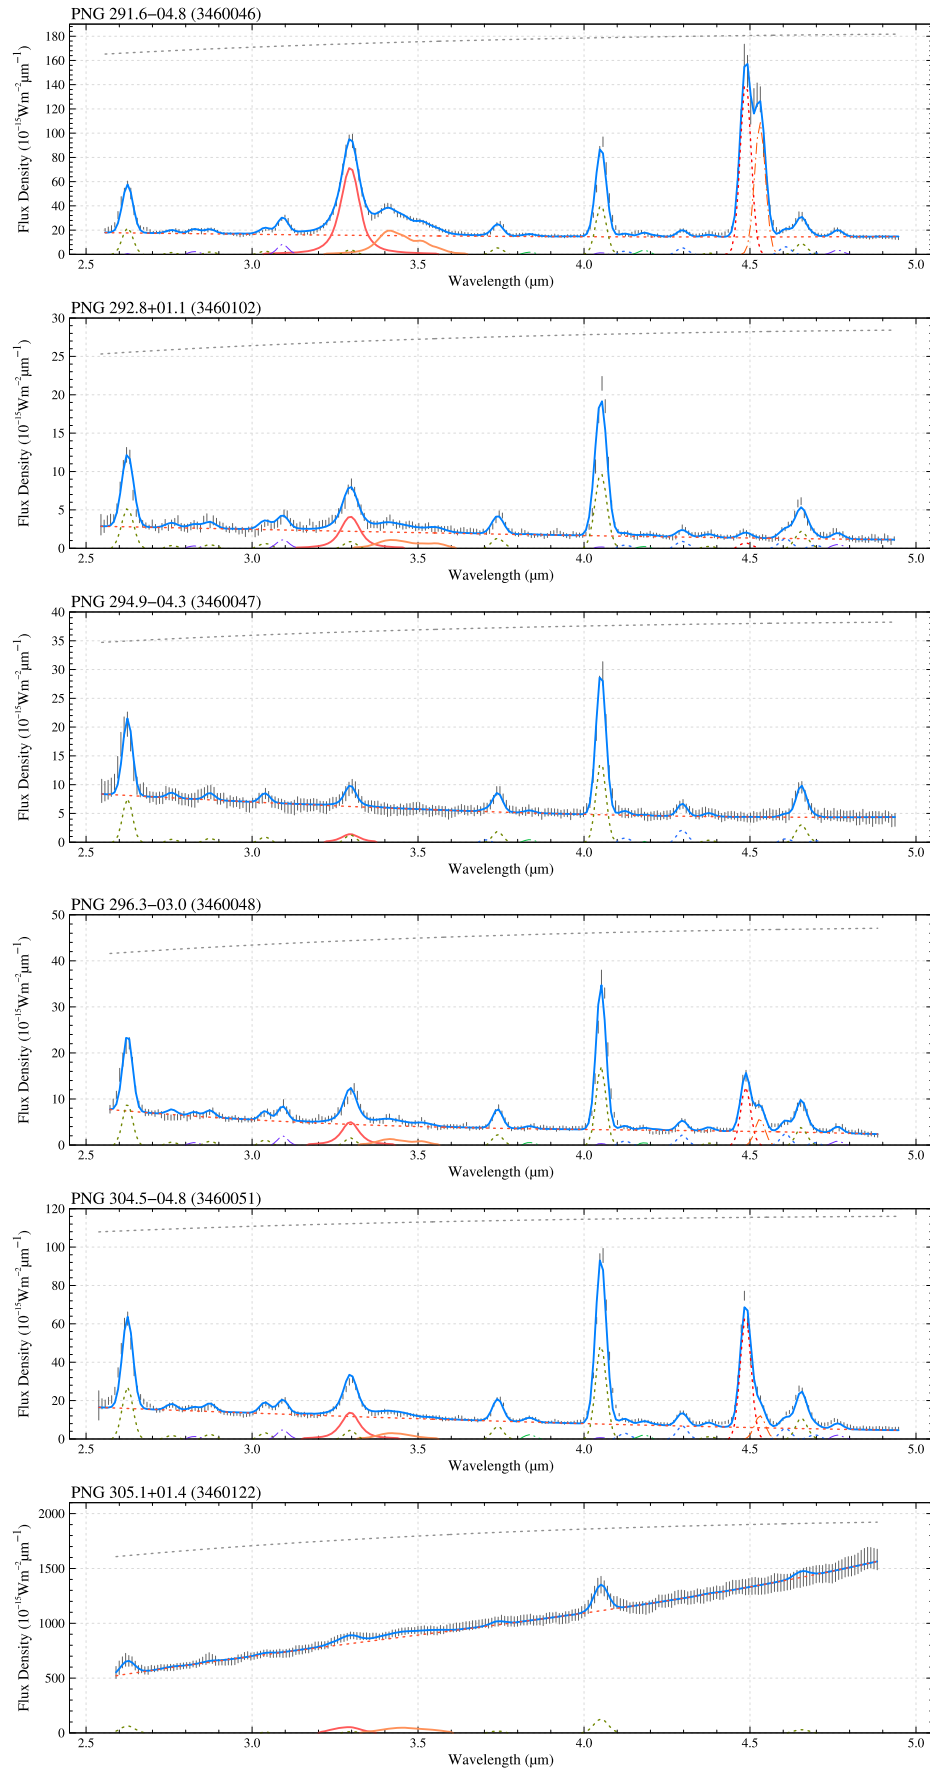 PNG 291.6−04.8 (3460046)
Flux Density (10⁻¹⁵Wm⁻²μm⁻¹)
180
160
140
120
100
80
60
40
20
0
2.5 3.0 3.5 4.0 4.5 5.0
Wavelength (μm)
PNG 292.8+01.1 (3460102)
Flux Density (10⁻¹⁵Wm⁻²μm⁻¹)
30
25
20
15
10
5
0
2.5 3.0 3.5 4.0 4.5 5.0
Wavelength (μm)
PNG 294.9−04.3 (3460047)
Flux Density (10⁻¹⁵Wm⁻²μm⁻¹)
40
35
30
25
20
15
10
5
0
2.5 3.0 3.5 4.0 4.5 5.0
Wavelength (μm)
PNG 296.3−03.0 (3460048)
Flux Density (10⁻¹⁵Wm⁻²μm⁻¹)
50
40
30
20
10
0
2.5 3.0 3.5 4.0 4.5 5.0
Wavelength (μm)
PNG 304.5−04.8 (3460051)
Flux Density (10⁻¹⁵Wm⁻²μm⁻¹)
120
100
80
60
40
20
0
2.5 3.0 3.5 4.0 4.5 5.0
Wavelength (μm)
PNG 305.1+01.4 (3460122)
Flux Density (10⁻¹⁵Wm⁻²μm⁻¹)
2000
1500
1000
500
0
2.5 3.0 3.5 4.0 4.5 5.0
Wavelength (μm)